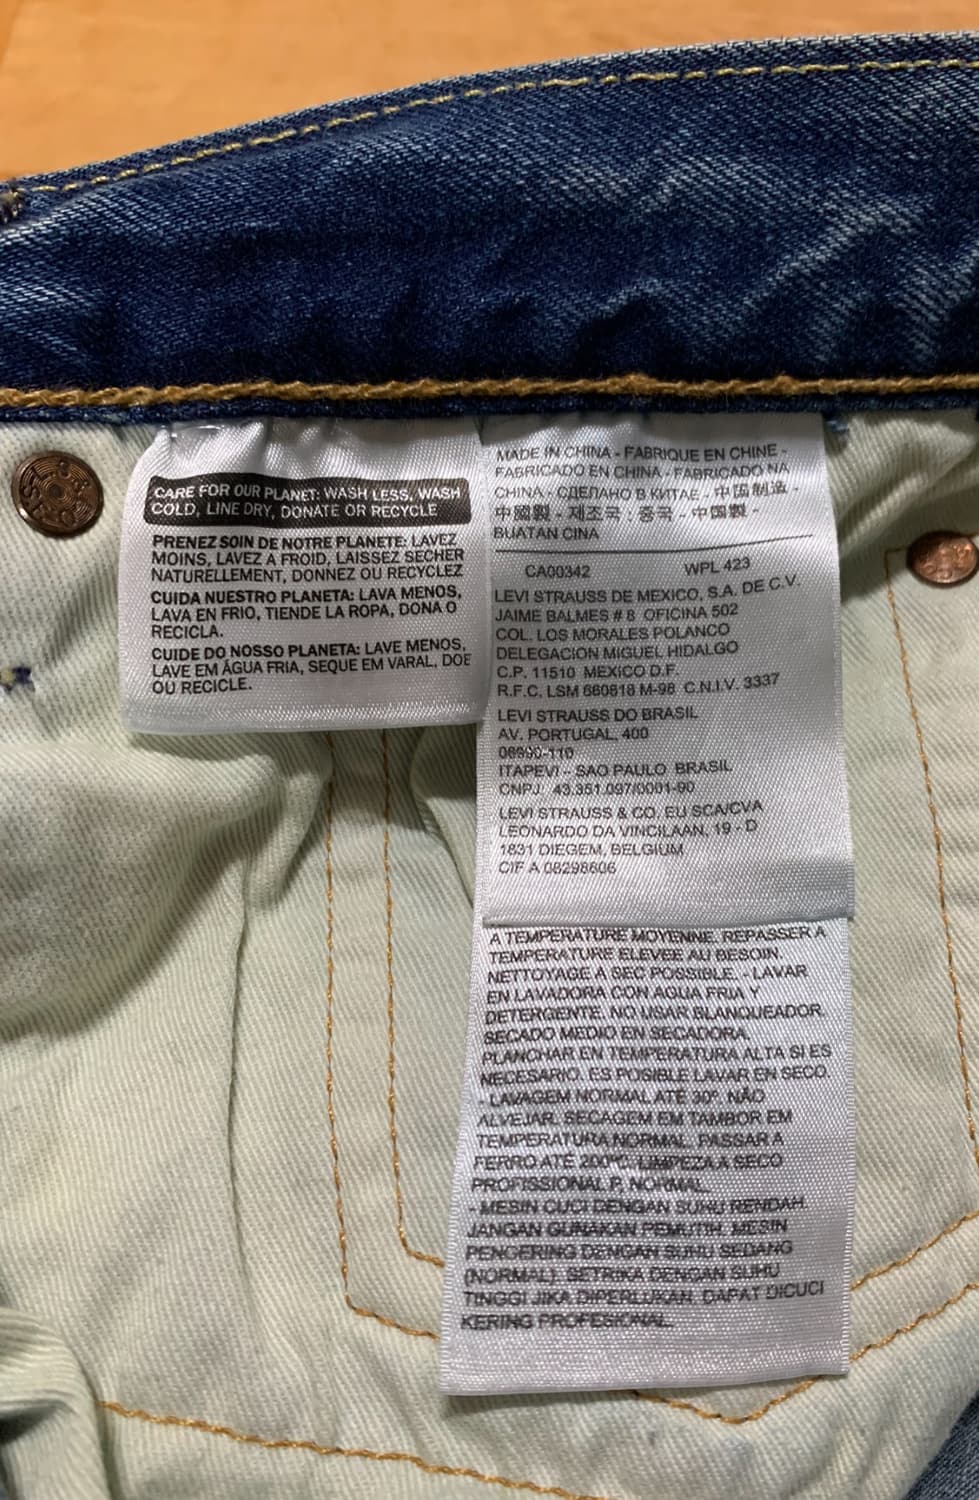 CARE FOR OUR PLANET: WASH LESS, WASH
COLD, LINE DRY, DONATE OR RECYCLE
PRENEZ SOIN DE NOTRE PLANETE: LAVEZ
MOINS, LAVEZ A FROID, LAISSEZ SECHER
NATURELLEMENT, DONNEZ OU RECYCLEZ
CUIDA NUESTRO PLANETA: LAVA MENOS,
LAVA EN FRIO, TIENDE LA ROPA, DONA O
RECICLA.
CUIDE DO NOSSO PLANETA: LAVE MENOS,
LAVE EM ÁGUA FRIA, SEQUE EM VARAL, DOE
OU RECICLE.
MADE IN CHINA - FABRIQUE EN CHINE -
FABRICADO EN CHINA - FABRICADO NA
CHINA - СДЕЛАНО В КИТАЕ - 中国制造 -
中國製 - 제조국 : 중국 - 中国製 -
BUATAN CINA
CA00342 WPL 423
LEVI STRAUSS DE MEXICO, S.A. DE C.V.
JAIME BALMES # 8 OFICINA 502
COL. LOS MORALES POLANCO
DELEGACION MIGUEL HIDALGO
C.P. 11510 MEXICO D.F.
R.F.C. LSM 660818 M-98 C.N.I.V. 3337
LEVI STRAUSS DO BRASIL
AV. PORTUGAL, 400
06690-110
ITAPEVI - SAO PAULO BRASIL
CNPJ: 43.351.097/0001-90
LEVI STRAUSS & CO. EU SCA/CVA
LEONARDO DA VINCILAAN, 19 - D
1831 DIEGEM, BELGIUM
CIF A 08298606
A TEMPERATURE MOYENNE. REPASSER A
TEMPERATURE ELEVEE AU BESOIN.
NETTOYAGE A SEC POSSIBLE. - LAVAR
EN LAVADORA CON AGUA FRIA Y
DETERGENTE. NO USAR BLANQUEADOR.
SECADO MEDIO EN SECADORA.
PLANCHAR EN TEMPERATURA ALTA SI ES
NECESARIO. ES POSIBLE LAVAR EN SECO.
- LAVAGEM NORMAL ATÉ 30º. NÃO
ALVEJAR. SECAGEM EM TAMBOR EM
TEMPERATURA NORMAL. PASSAR A
FERRO ATÉ 200ºC. LIMPEZA A SECO
PROFISSIONAL P, NORMAL.
- MESIN CUCI DENGAN SUHU RENDAH.
JANGAN GUNAKAN PEMUTIH. MESIN
PENGERING DENGAN SUHU SEDANG
(NORMAL). SETRIKA DENGAN SUHU
TINGGI JIKA DIPERLUKAN. DAPAT DICUCI
KERING PROFESIONAL.